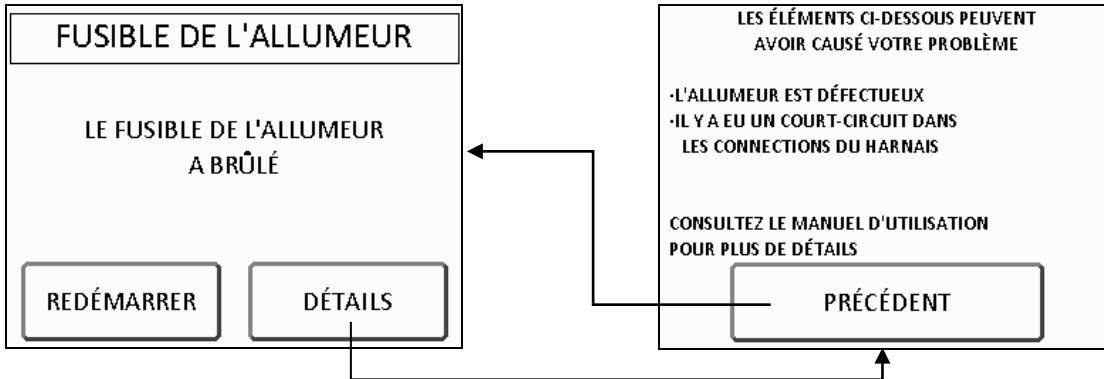 FUSIBLE DE L'ALLUMEUR
LE FUSIBLE DE L'ALLUMEUR
A BRÛLÉ
REDÉMARRER
DÉTAILS
LES ÉLÉMENTS CI-DESSOUS PEUVENT
AVOIR CAUSÉ VOTRE PROBLÈME
·L'ALLUMEUR EST DÉFECTUEUX
·IL Y A EU UN COURT-CIRCUIT DANS
LES CONNECTIONS DU HARNAIS
CONSULTEZ LE MANUEL D'UTILISATION
POUR PLUS DE DÉTAILS
PRÉCÉDENT